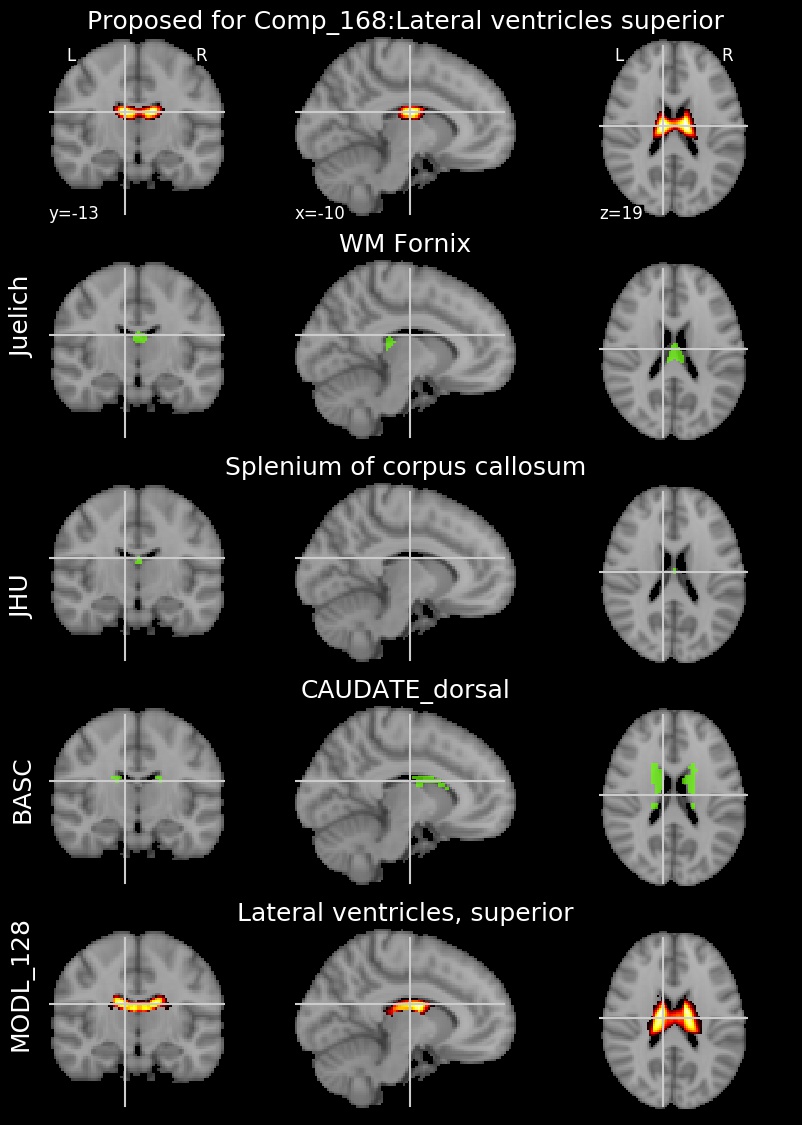 Proposed for Comp_168:Lateral ventricles superior
L R L R
y=-13 x=-10 z=19
WM Fornix
Juelich
Splenium of corpus callosum
JHU
CAUDATE_dorsal
BASC
Lateral ventricles, superior
MODL_128